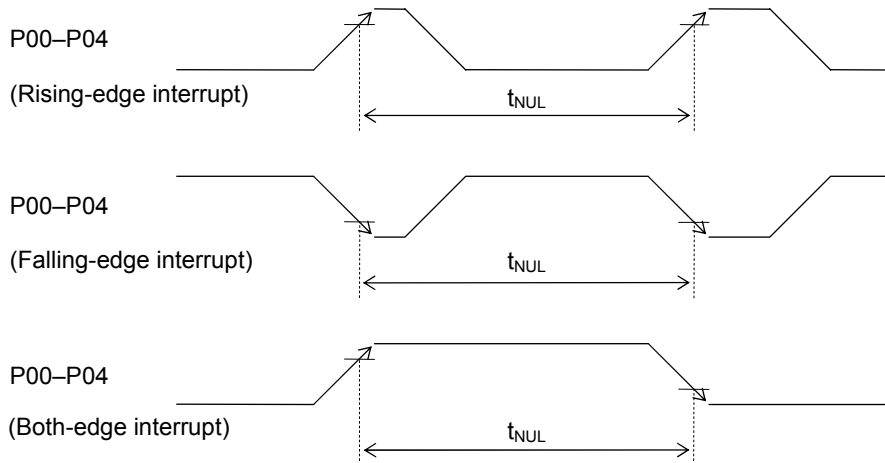 P00–P04
(Rising-edge interrupt)
tNUL
P00–P04
(Falling-edge interrupt)
tNUL
P00–P04
(Both-edge interrupt)
tNUL